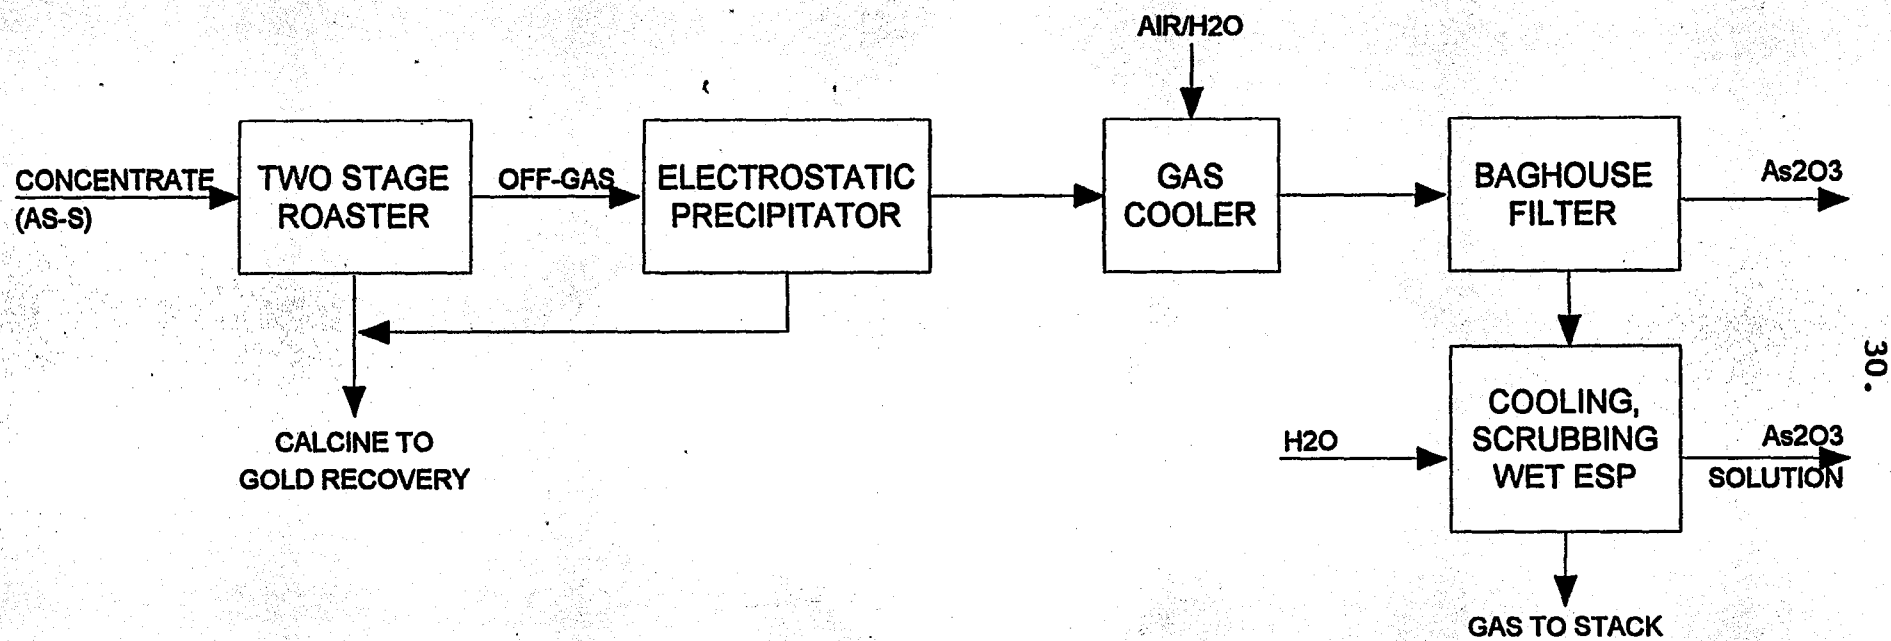 AIR/H2O
CONCENTRATE
(AS-S)
TWO STAGE
ROASTER
OFF-GAS
ELECTROSTATIC
PRECIPITATOR
GAS
COOLER
BAGHOUSE
FILTER
As2O3
30.
CALCINE TO
GOLD RECOVERY
H2O
COOLING,
SCRUBBING
WET ESP
As2O3
SOLUTION
GAS TO STACK